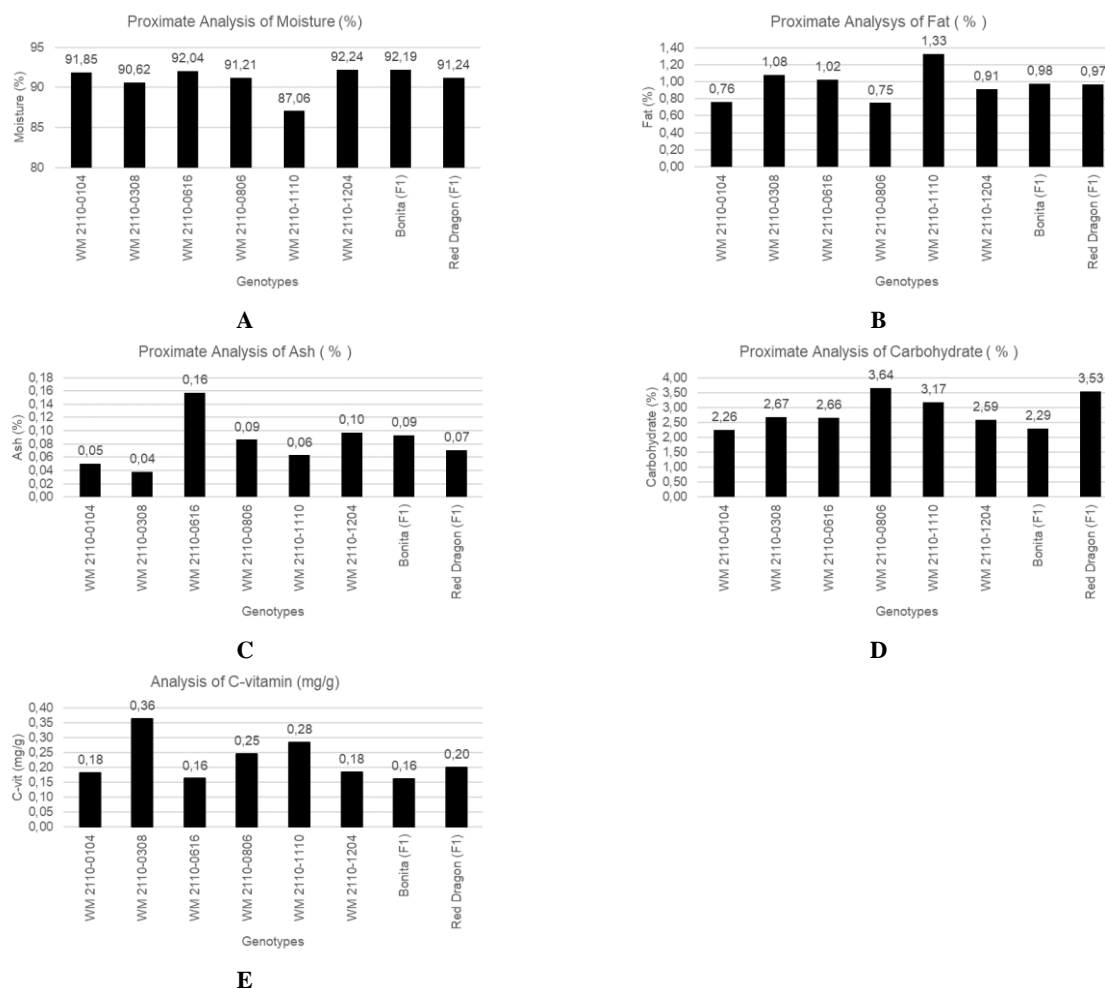 Proximate Analysis of Moisture (%)
Moisture (%)
95
90
85
80
91,85
90,62
92,04
91,21
87,06
92,24
92,19
91,24
WM 2110-0104
WM 2110-0308
WM 2110-0616
WM 2110-0806
WM 2110-1110
WM 2110-1204
Bonita (F1)
Red Dragon (F1)
Genotypes
A
Proximate Analysys of Fat ( % )
Fat (%)
1,40
1,20
1,00
0,80
0,60
0,40
0,20
0,00
0,76
1,08
1,02
0,75
1,33
0,91
0,98
0,97
WM 2110-0104
WM 2110-0308
WM 2110-0616
WM 2110-0806
WM 2110-1110
WM 2110-1204
Bonita (F1)
Red Dragon (F1)
Genotypes
B
Proximate Analysis of Ash ( % )
Ash (%)
0,18
0,16
0,14
0,12
0,10
0,08
0,06
0,04
0,02
0,00
0,05
0,04
0,16
0,09
0,06
0,10
0,09
0,07
WM 2110-0104
WM 2110-0308
WM 2110-0616
WM 2110-0806
WM 2110-1110
WM 2110-1204
Bonita (F1)
Red Dragon (F1)
Genotypes
C
Proximate Analysis of Carbohydrate ( % )
Carbohydrate (%)
4,00
3,50
3,00
2,50
2,00
1,50
1,00
0,50
0,00
2,26
2,67
2,66
3,64
3,17
2,59
2,29
3,53
WM 2110-0104
WM 2110-0308
WM 2110-0616
WM 2110-0806
WM 2110-1110
WM 2110-1204
Bonita (F1)
Red Dragon (F1)
Genotypes
D
Analysis of C-vitamin (mg/g)
C-vit (mg/g)
0,40
0,35
0,30
0,25
0,20
0,15
0,10
0,05
0,00
0,18
0,36
0,16
0,25
0,28
0,18
0,16
0,20
WM 2110-0104
WM 2110-0308
WM 2110-0616
WM 2110-0806
WM 2110-1110
WM 2110-1204
Bonita (F1)
Red Dragon (F1)
Genotypes
E